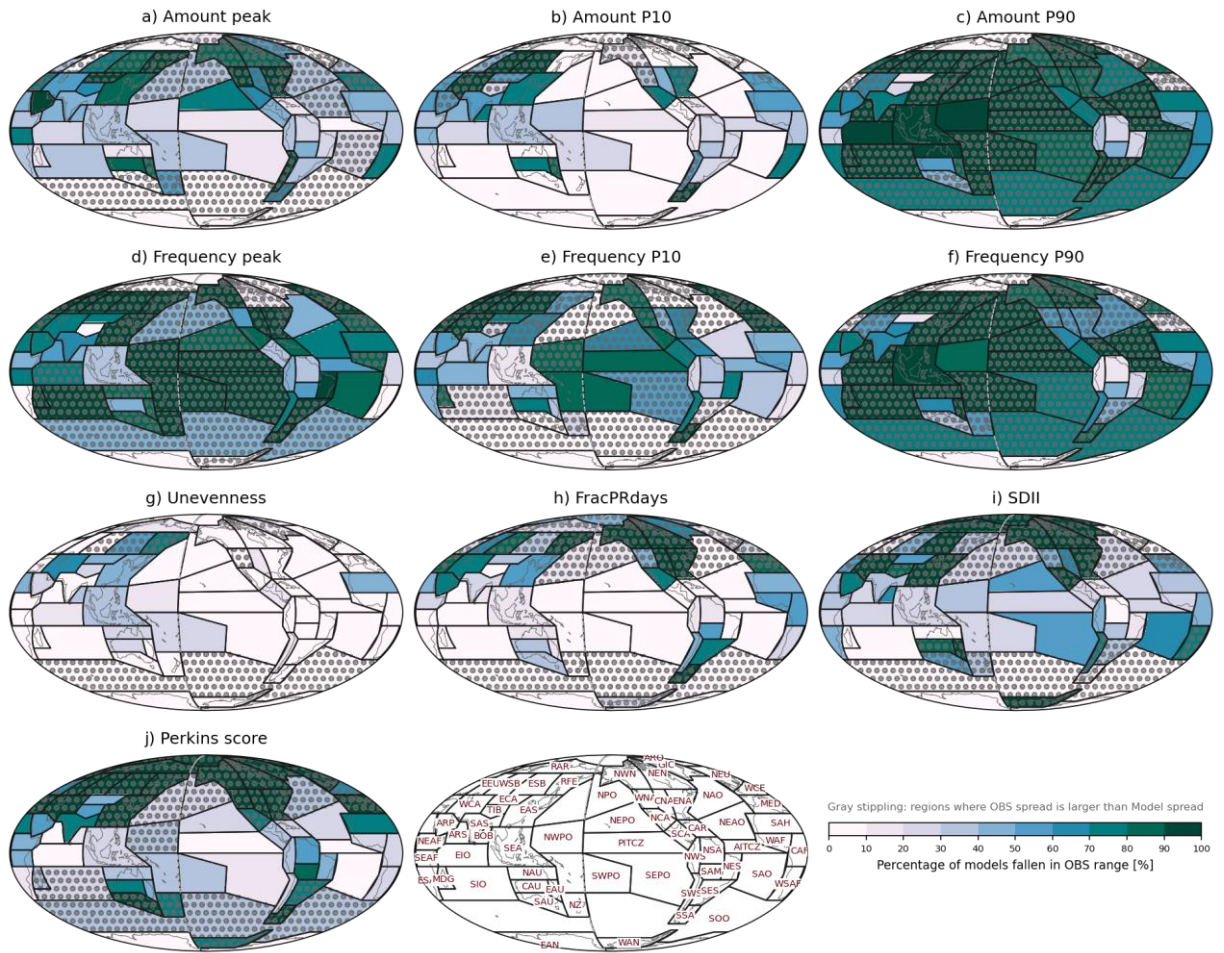 a) Amount peak
b) Amount P10
c) Amount P90
d) Frequency peak
e) Frequency P10
f) Frequency P90
g) Unevenness
h) FracPRdays
i) SDII
j) Perkins score
ARO
RAR
GIC
NWN
NEN
NEU
EEU
WSB
ESB
RFE
WCE
ECA
NPO
CNA
ENA
NAO
MED
WCA
TIB
EAS
NCA
NEPO
CAR
NEAO
SAH
ARP
SAS
SCA
ARS
BOB
NWPO
PITCZ
AITCZ
WAF
NEAF
SEA
NSA
CAF
SEAF
EIO
NWS
SAM
NES
MDG
SIO
NAU
SWPO
SEPO
SAO
WSAF
CAU
EAU
SES
SAU
NZ
SSA
SOO
EAN
WAN
Gray stippling: regions where OBS spread is larger than Model spread
0 10 20 30 40 50 60 70 80 90 100
Percentage of models fallen in OBS range [%]